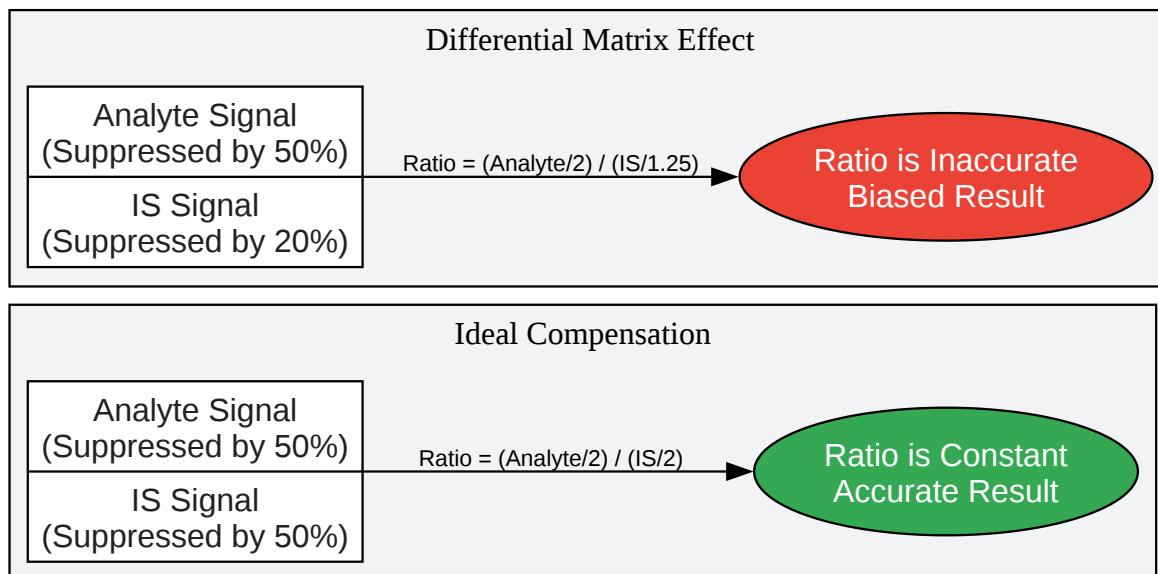 Differential Matrix Effect
Analyte Signal
(Suppressed by 50%)
IS Signal
(Suppressed by 20%)
Ratio = (Analyte/2) / (IS/1.25)
Ratio is Inaccurate
Biased Result
Ideal Compensation
Analyte Signal
(Suppressed by 50%)
IS Signal
(Suppressed by 50%)
Ratio = (Analyte/2) / (IS/2)
Ratio is Constant
Accurate Result